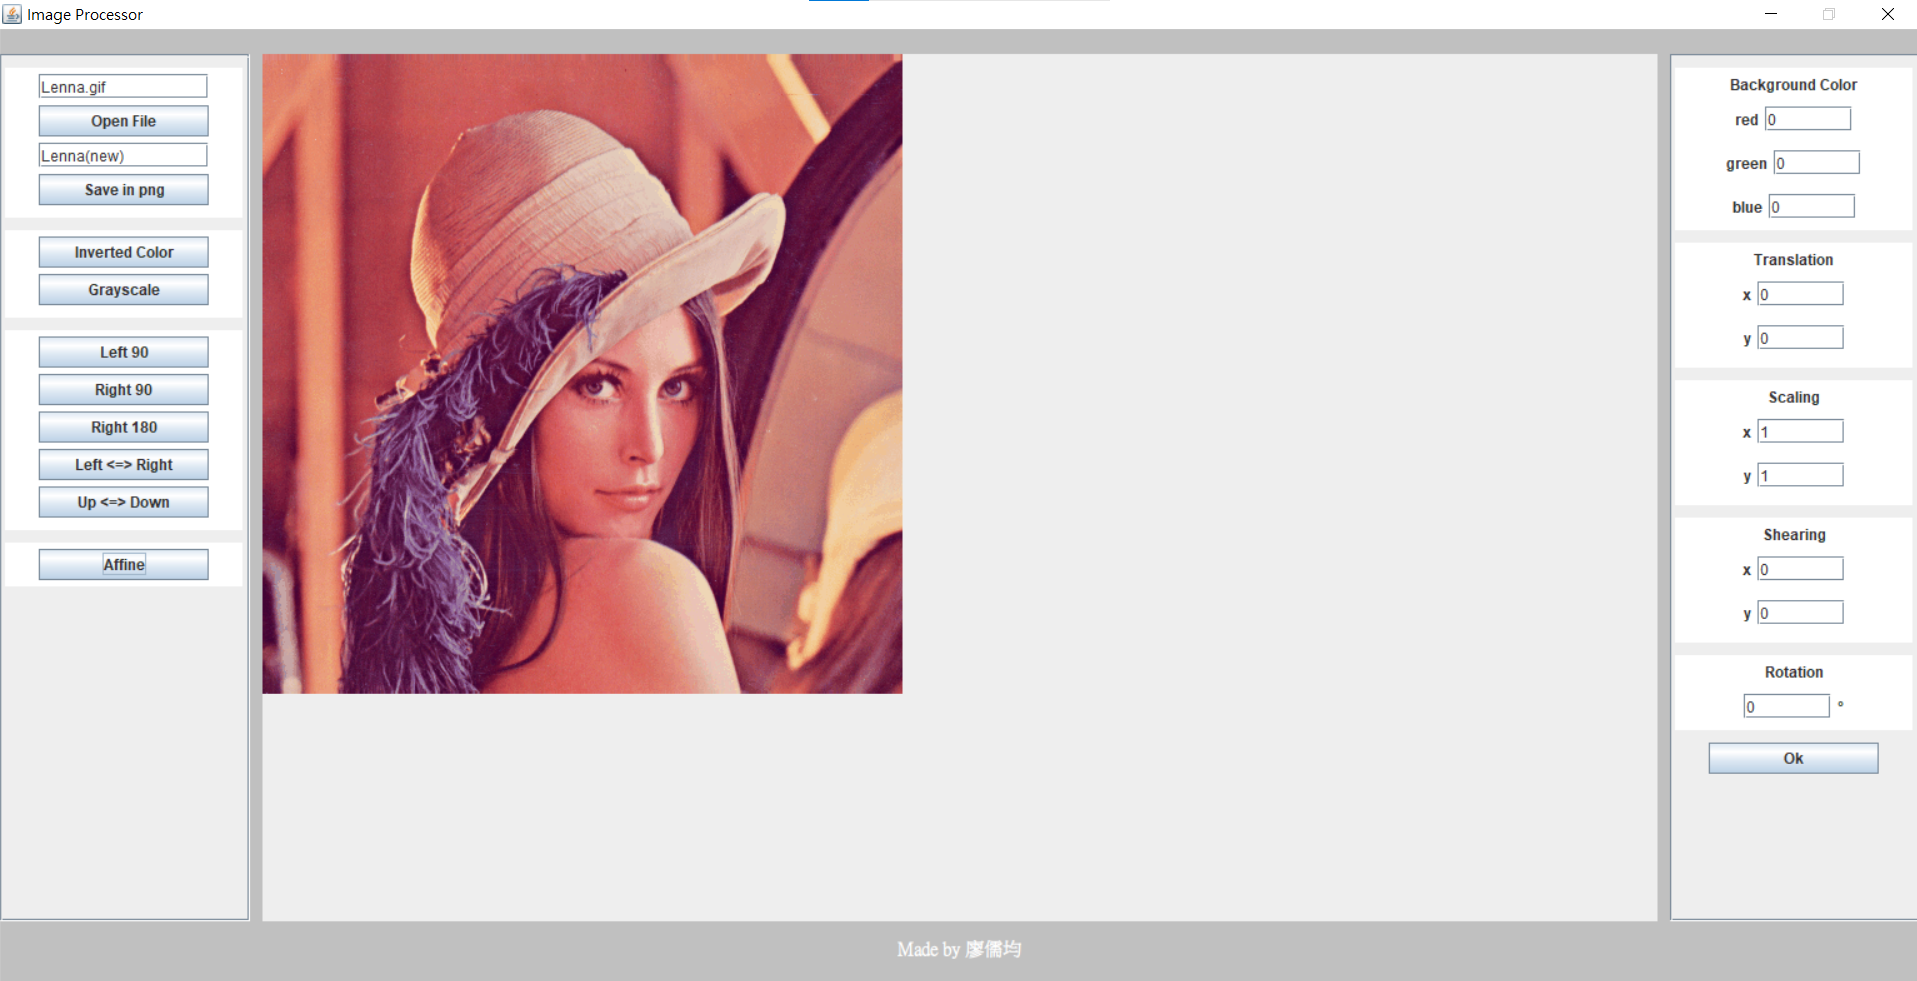 Image Processor
Lenna.gif
Open File
Lenna(new)
Save in png
Inverted Color
Grayscale
Left 90
Right 90
Right 180
Left <=> Right
Up <=> Down
Affine
Background Color
red 0
green 0
blue 0
Translation
x 0
y 0
Scaling
x 1
y 1
Shearing
x 0
y 0
Rotation
0 °
Ok
Made by 廖儒均